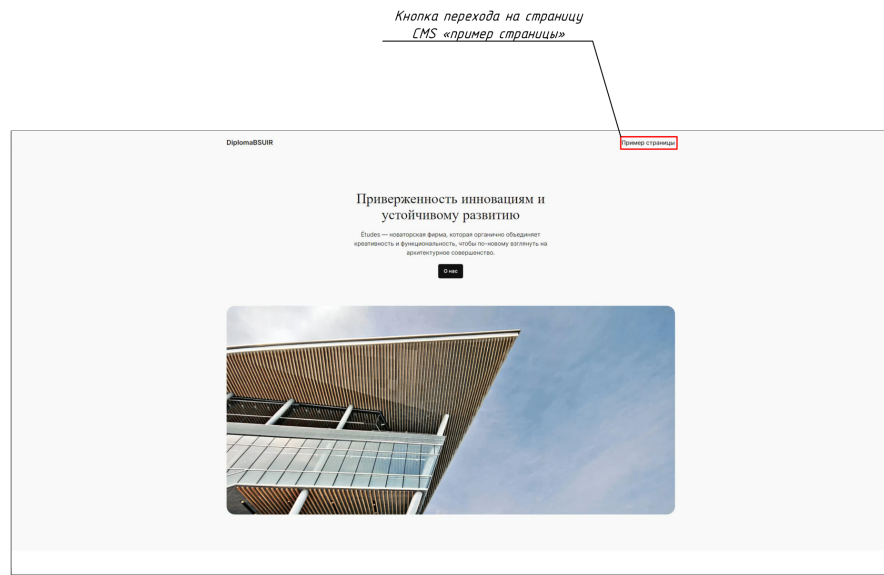 Кнопка перехода на страницу
CMS «пример страницы»
DiplomaBSUIR
Пример страницы
Приверженность инновациям и
устойчивому развитию
Études — новаторская фирма, которая органично объединяет
креативность и функциональность, чтобы по-новому взглянуть на
архитектурное совершенство.
О нас